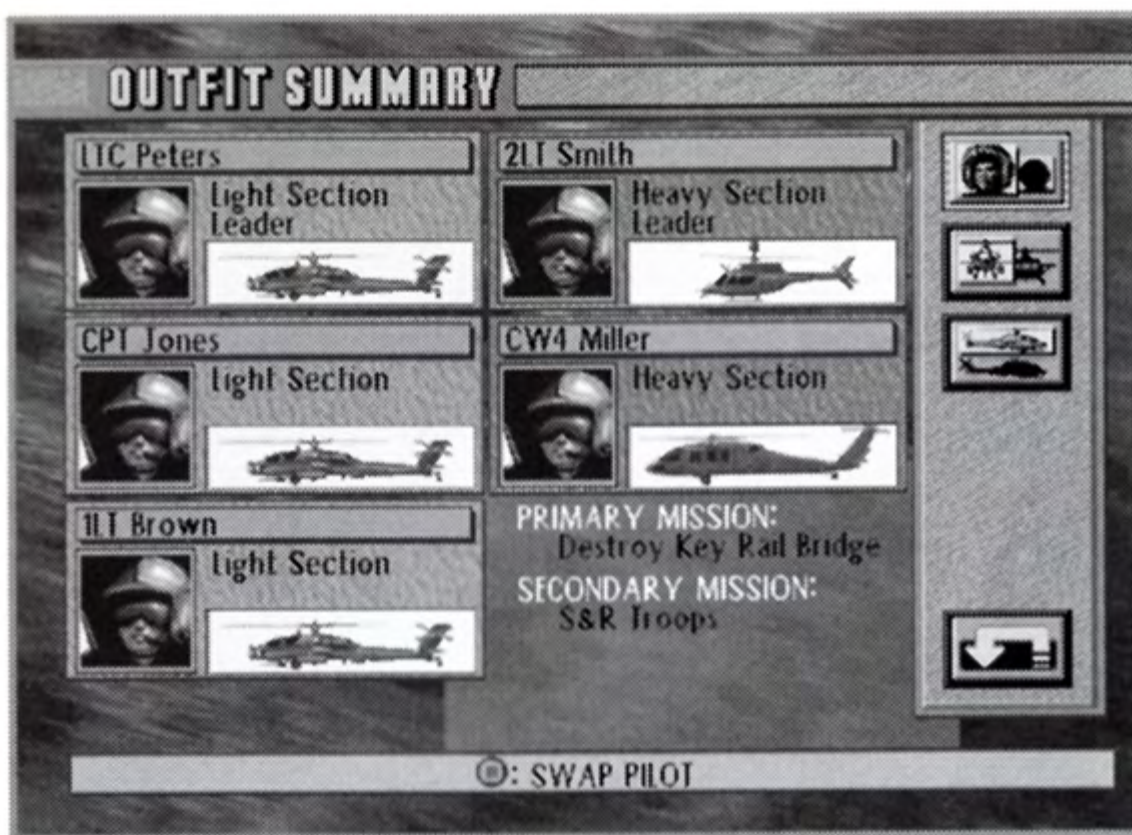 OUTFIT SUMMARY
LTC Peters
Light Section
Leader
2LT Smith
Heavy Section
Leader
CPT Jones
Light Section
CW4 Miller
Heavy Section
1LT Brown
Light Section
PRIMARY MISSION:
Destroy Key Rail Bridge
SECONDARY MISSION:
S&R Troops
: SWAP PILOT